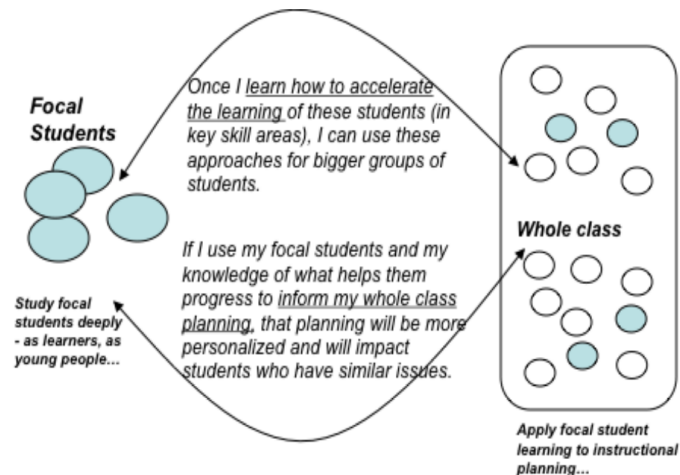 Focal
Students
Once I learn how to accelerate
the learning of these students (in
key skill areas), I can use these
approaches for bigger groups of
students.
Whole class
If I use my focal students and my
knowledge of what helps them
progress to inform my whole class
planning, that planning will be more
personalized and will impact
students who have similar issues.
Study focal
students deeply
- as learners, as
young people...
Apply focal student
learning to instructional
planning...